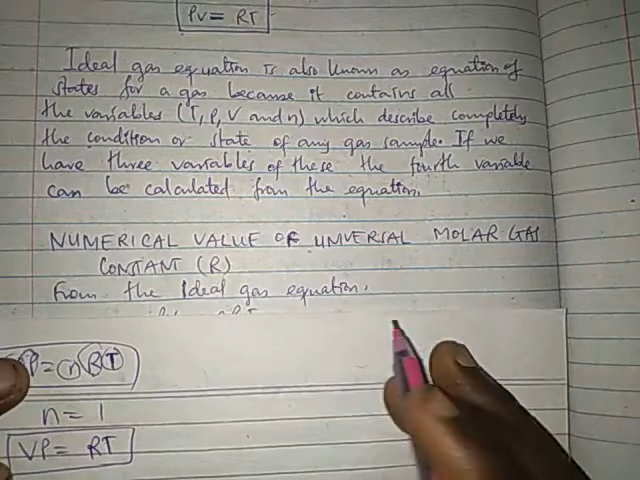 PV = RT
Ideal gas equation is also known as equation of
states for a gas because it contains all
the variables (T, P, V and n) which describe completely
the condition or state of any gas sample. If we
have three variables of these the fourth variable
can be calculated from the equation.
NUMERICAL VALUE OF UNIVERSAL MOLAR GAS
CONTANT (R)
From the Ideal gas equation.
P = nRT
n = 1
VP = RT